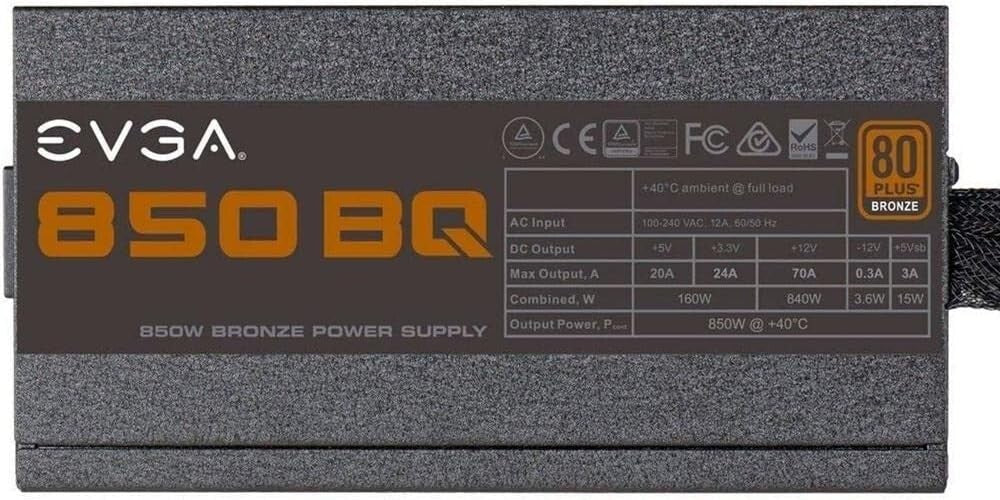 EVGA.
850 BQ
850W BRONZE POWER SUPPLY
CE FC RoHS
80
PLUS
BRONZE
+40°C ambient @ full load
AC Input 100-240 VAC, 12A, 60/50 Hz
DC Output +5V +3.3V +12V -12V +5Vsb
Max Output, A 20A 24A 70A 0.3A 3A
Combined, W 160W 840W 3.6W 15W
Output Power, Pcont 850W @ +40°C